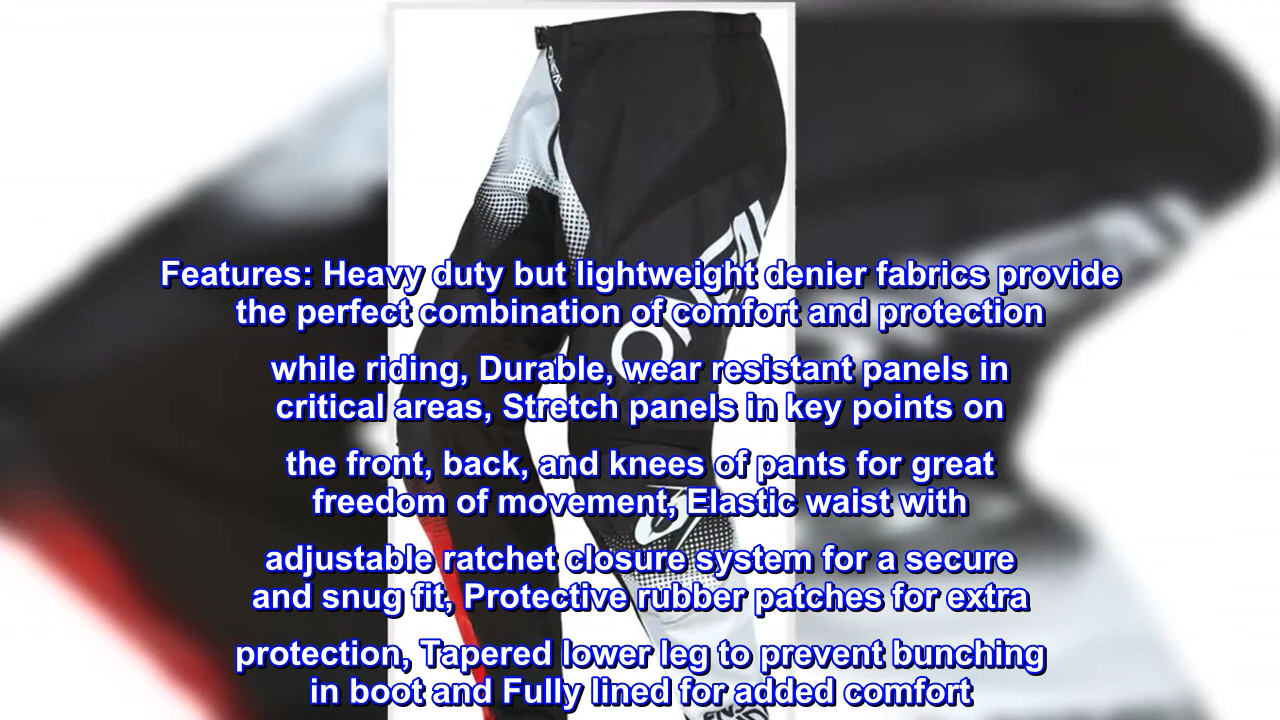 O'NEAL
O'NEAL
Features: Heavy duty but lightweight denier fabrics provide
the perfect combination of comfort and protection
while riding, Durable, wear resistant panels in
critical areas, Stretch panels in key points on
the front, back, and knees of pants for great
freedom of movement, Elastic waist with
adjustable ratchet closure system for a secure
and snug fit, Protective rubber patches for extra
protection, Tapered lower leg to prevent bunching
in boot and Fully lined for added comfort